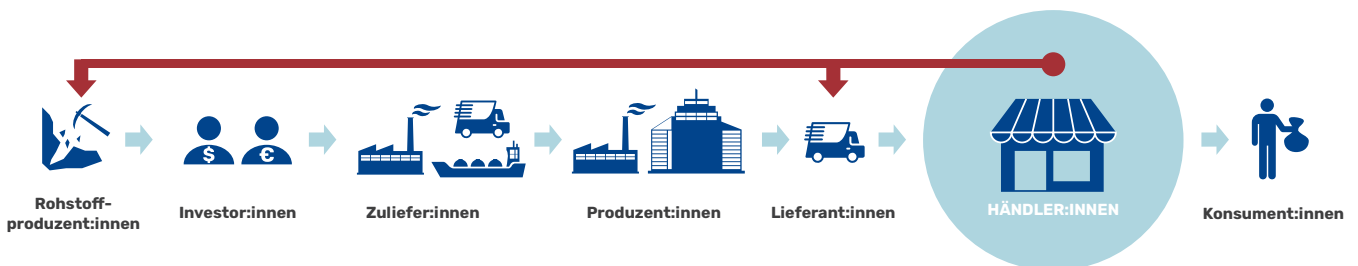 $
€
Rohstoff-
produzent:innen
Investor:innen
Zuliefer:innen
Produzent:innen
Lieferant:innen
HÄNDLER:INNEN
Konsument:innen